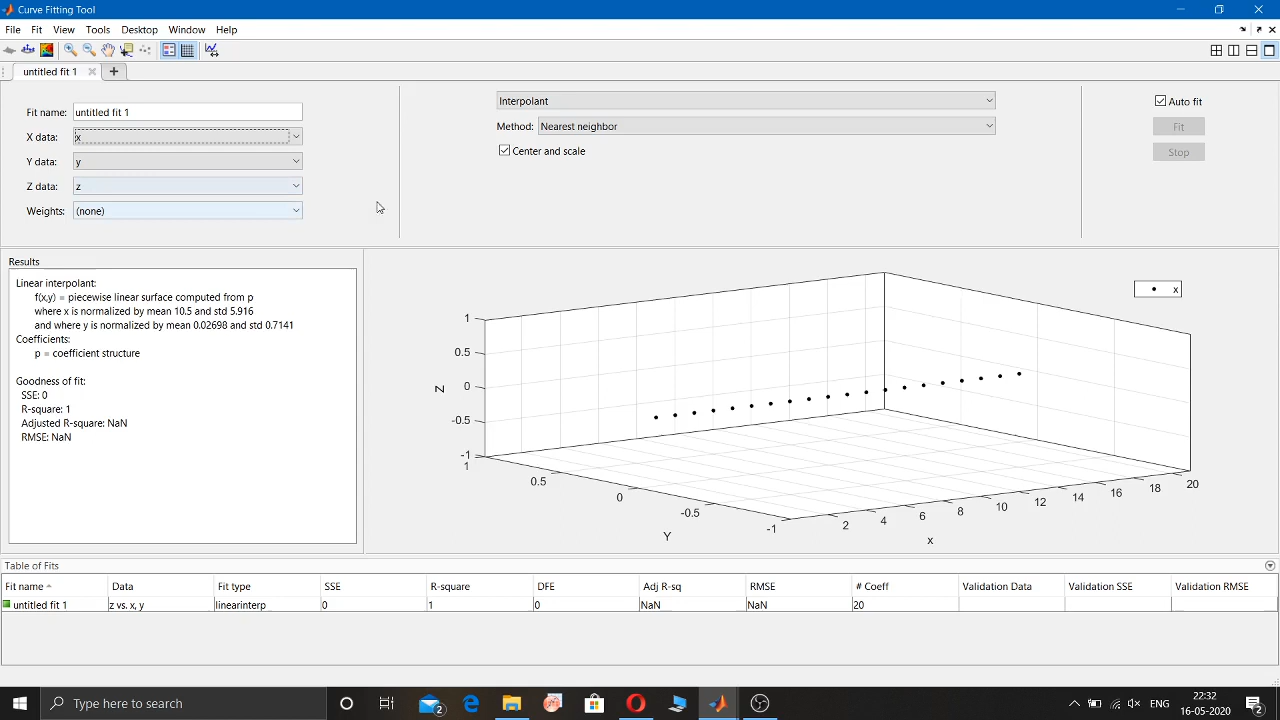 Curve Fitting Tool
File Fit View Tools Desktop Window Help
untitled fit 1
Fit name: untitled fit 1
X data: x
Y data: y
Z data: z
Weights: (none)
Interpolant
Method: Nearest neighbor
Center and scale
Auto fit
Fit
Stop
Results
Linear interpolant:
f(x,y) = piecewise linear surface computed from p
where x is normalized by mean 10.5 and std 5.916
and where y is normalized by mean 0.02698 and std 0.7141
Coefficients:
p = coefficient structure
Goodness of fit:
SSE: 0
R-square: 1
Adjusted R-square: NaN
RMSE: NaN
x
1
0.5
0
-0.5
-1
Z
1
0.5
0
-0.5
-1
Y
2 4 6 8 10 12 14 16 18 20
x
Table of Fits
Fit name Data Fit type SSE R-square DFE Adj R-sq RMSE # Coeff Validation Data Validation SSE Validation RMSE
untitled fit 1 z vs. x, y linearinterp 0 1 0 NaN NaN 20
Type here to search
2
ENG
22:32
16-05-2020
2